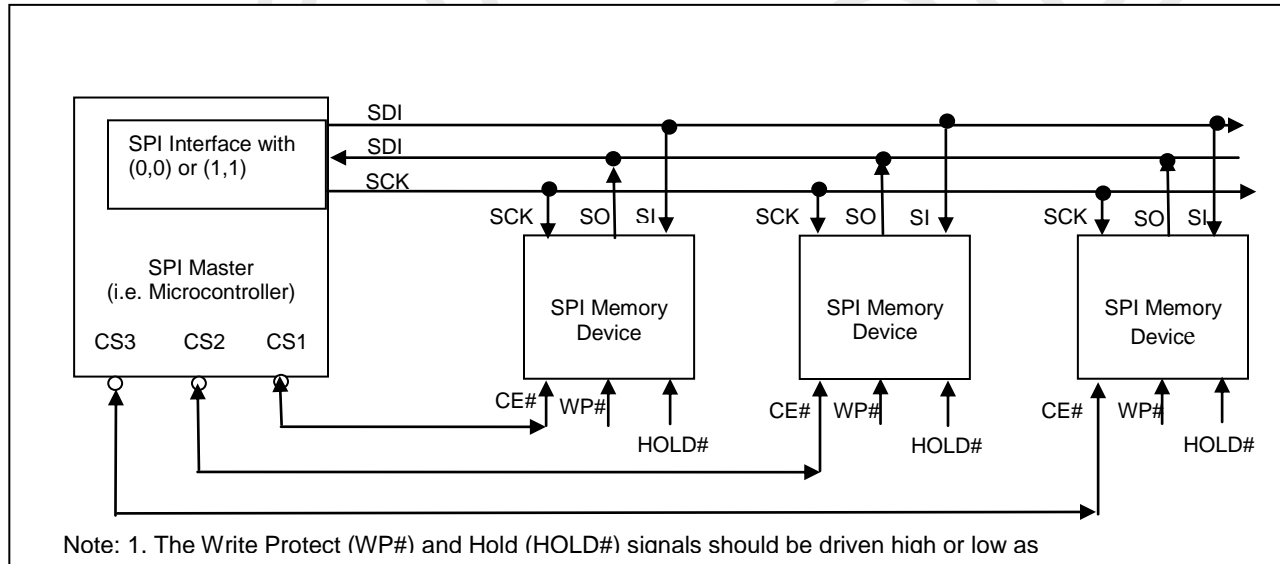 SDI
SPI Interface with
(0,0) or (1,1)
SDI
SCK
SCK SO SI
SCK SO SI
SCK SO SI
SPI Master
(i.e. Microcontroller)
SPI Memory
Device
SPI Memory
Device
SPI Memory
Device
CS3 CS2 CS1
CE# WP#
HOLD#
CE# WP#
HOLD#
CE# WP#
HOLD#
Note: 1. The Write Protect (WP#) and Hold (HOLD#) signals should be driven high or low as